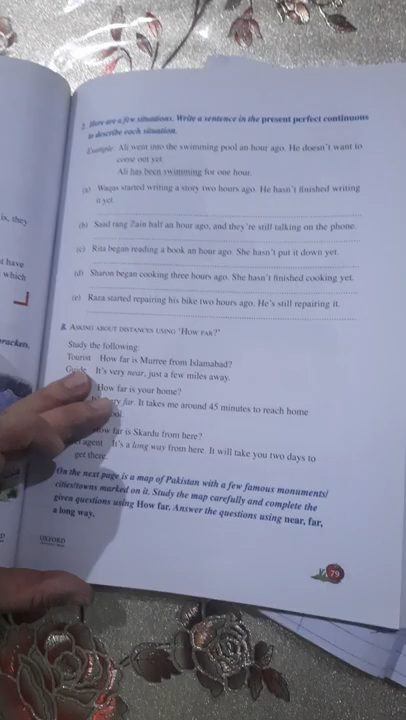 is, they
t have
which
racken.
2. Here are a few situations. Write a sentence in the present perfect continuous
to describe each situation.
Example: Ali went into the swimming pool an hour ago. He doesn't want to
come out yet.
Ali has been swimming for one hour.
(a) Waqas started writing a story two hours ago. He hasn't finished writing
it yet.
(b) Saad rang Zain half an hour ago, and they're still talking on the phone.
(c) Rita began reading a book an hour ago. She hasn't put it down yet.
(d) Sharon began cooking three hours ago. She hasn't finished cooking yet.
(e) Raza started repairing his bike two hours ago. He's still repairing it.
8. ASKING ABOUT DISTANCES USING 'HOW FAR?'
Study the following:
Tourist How far is Murree from Islamabad?
Guide It's very near, just a few miles away.
How far is your home?
far. It takes me around 45 minutes to reach home
far is Skardu from here?
agent It's a long way from here. It will take you two days to
get there.
On the next page is a map of Pakistan with a few famous monuments/
cities/towns marked on it. Study the map carefully and complete the
given questions using How far. Answer the questions using near, far,
a long way.
OXFORD
79